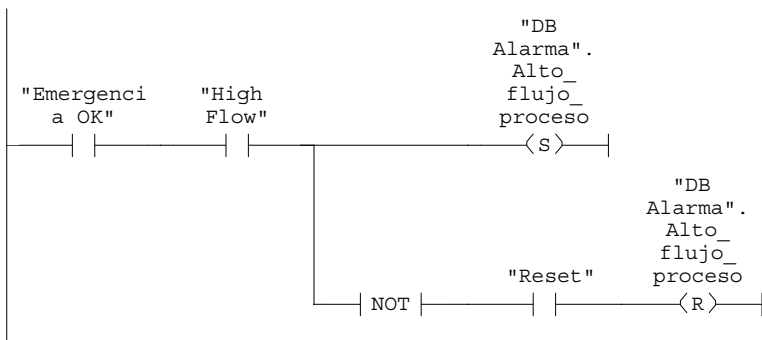 "DB
Alarma".
Alto_
flujo_
proceso
"Emergenci
a OK"
"High
Flow"
S
"DB
Alarma".
Alto_
flujo_
proceso
"Reset"
NOT
R